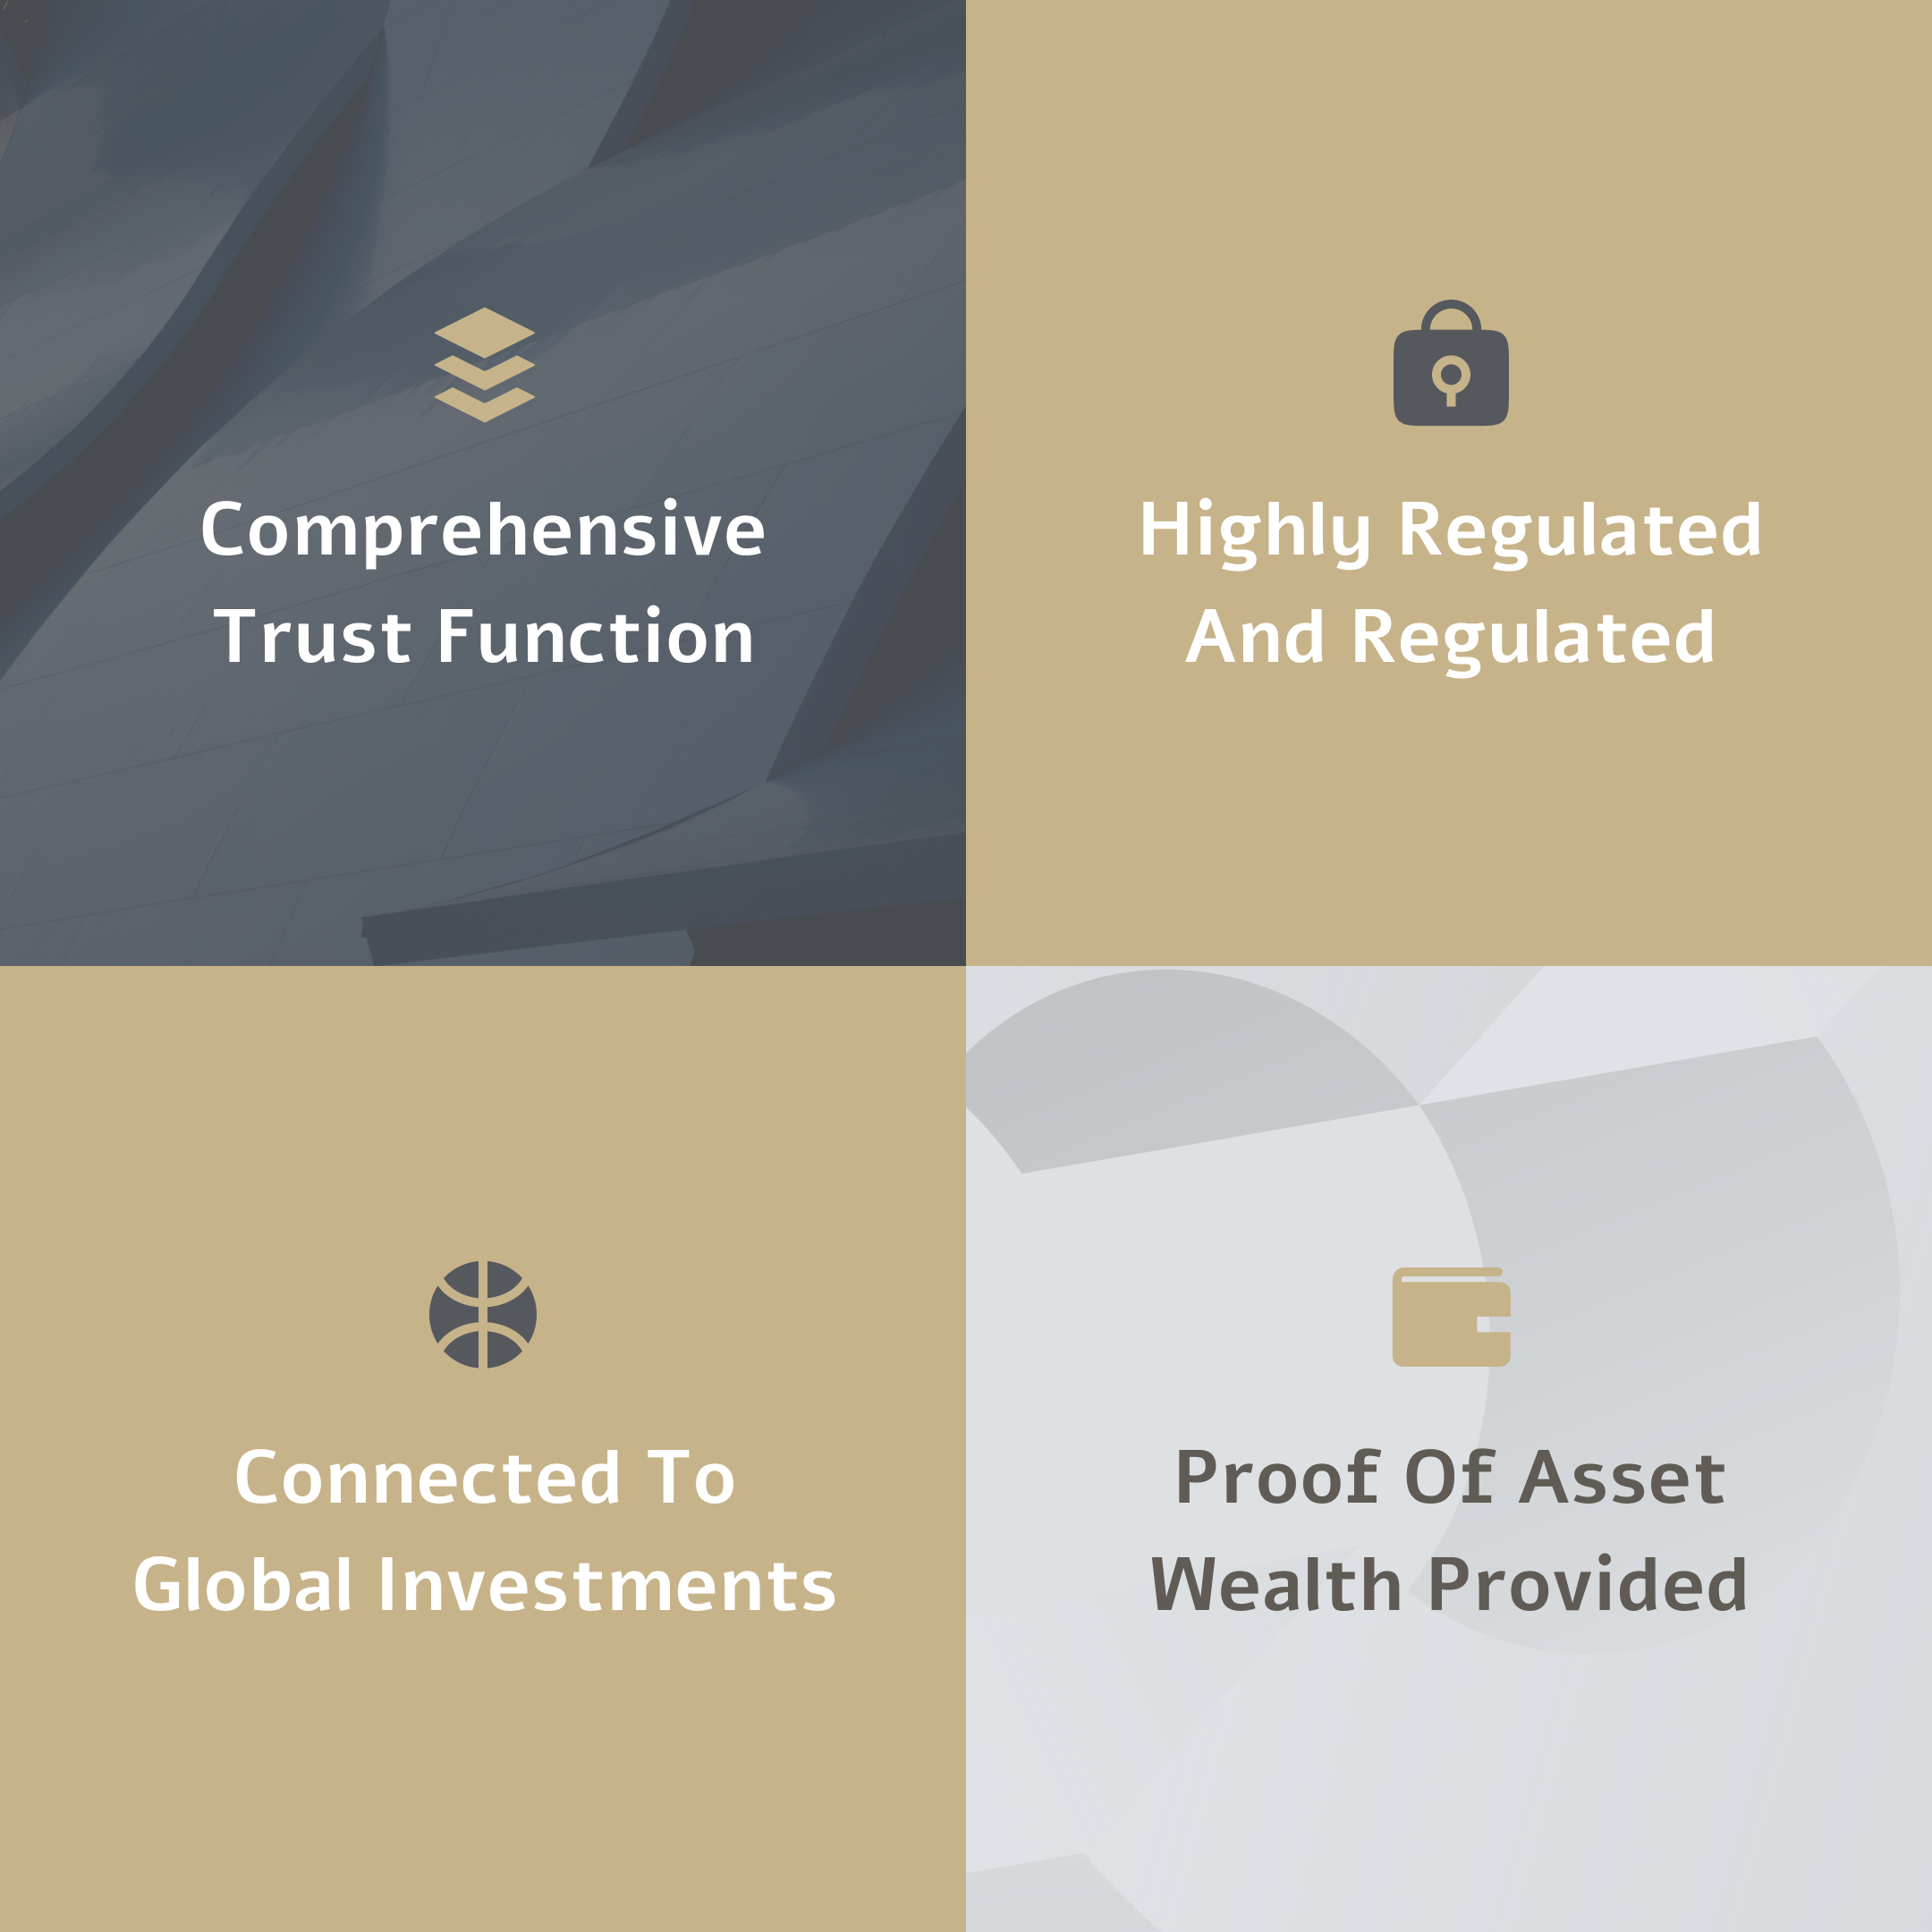 Comprehensive
Trust Function
Highly Regulated
And Regulated
Connected To
Global Investments
Proof Of Asset
Wealth Provided